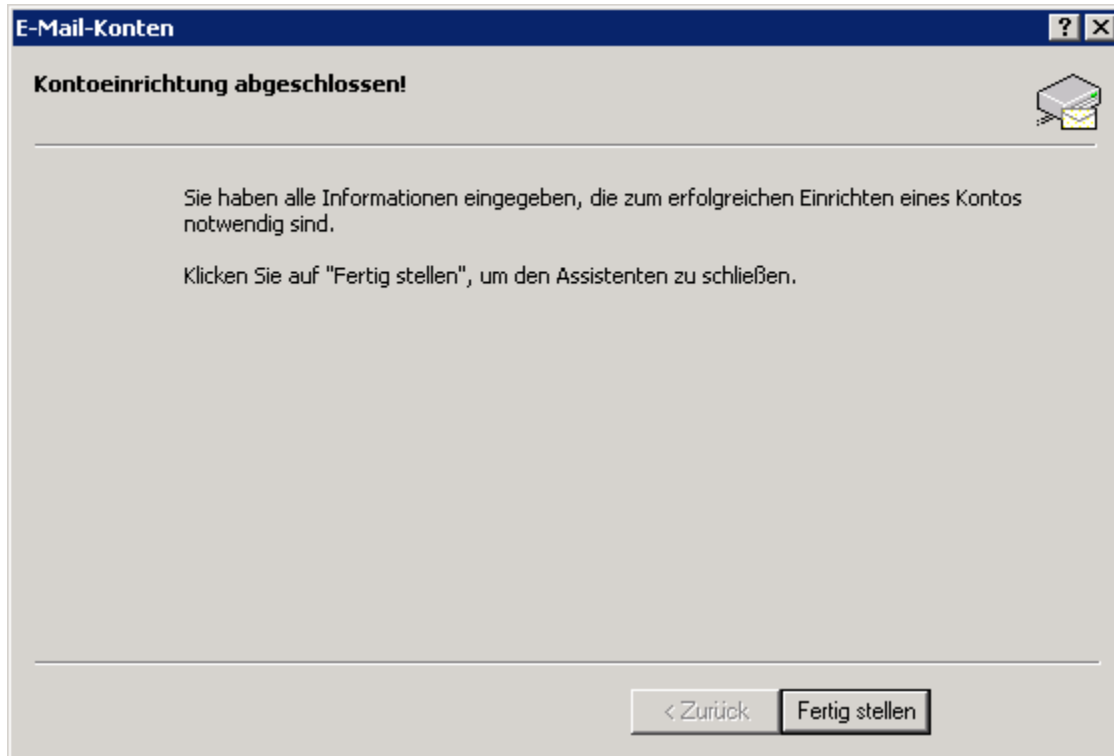 E-Mail-Konten
Kontoeinrichtung abgeschlossen!
Sie haben alle Informationen eingegeben, die zum erfolgreichen Einrichten eines Kontos
notwendig sind.
Klicken Sie auf "Fertig stellen", um den Assistenten zu schließen.
< Zurück
Fertig stellen